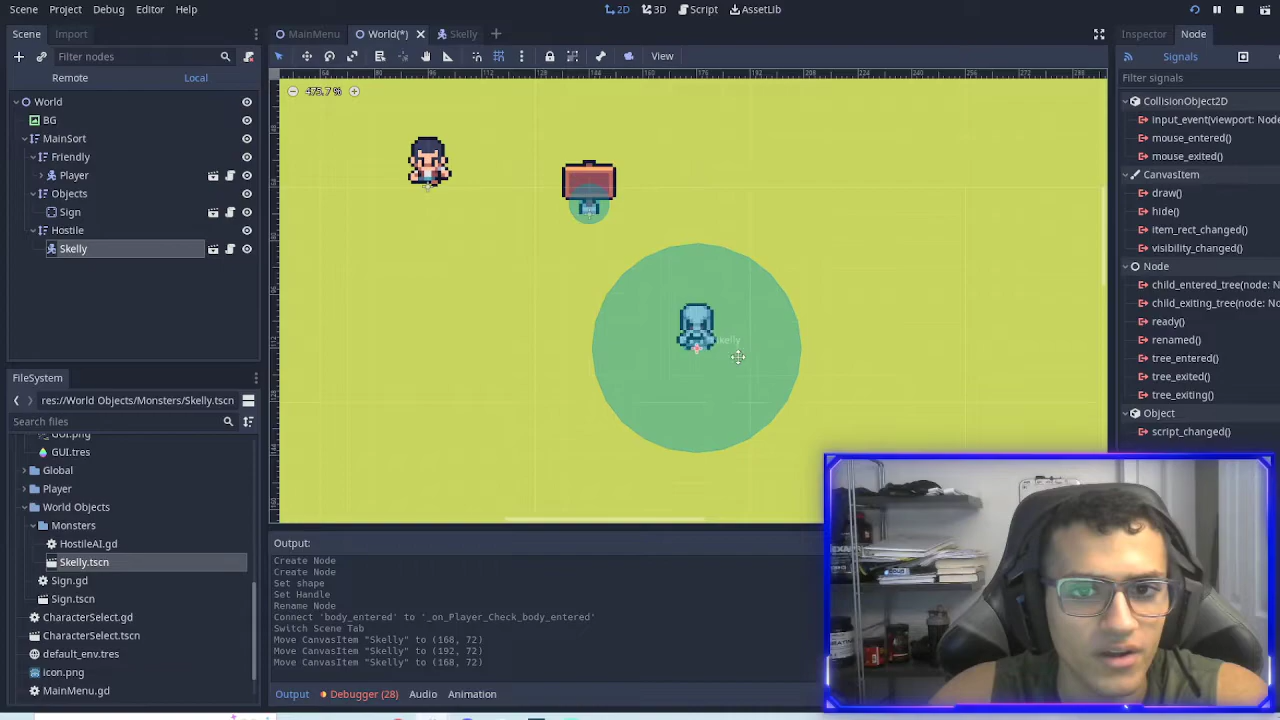 Scene Project Debug Editor Help
2D 3D Script AssetLib
Scene Import
MainMenu World(*) Skelly
Inspector Node
Filter nodes
View
Signals
Remote Local
Filter signals
475.7 %
World
BG
MainSort
Friendly
Player
Objects
Sign
Hostile
Skelly
CollisionObject2D
input_event(viewport: Node
mouse_entered()
mouse_exited()
CanvasItem
draw()
hide()
item_rect_changed()
visibility_changed()
Node
child_entered_tree(node: N
child_exiting_tree(node: No
ready()
renamed()
tree_entered()
tree_exited()
tree_exiting()
Object
script_changed()
Skelly
FileSystem
res://World Objects/Monsters/Skelly.tscn
Search files
GUI.png
GUI.tres
Global
Player
World Objects
Monsters
HostileAI.gd
Skelly.tscn
Sign.gd
Sign.tscn
CharacterSelect.gd
CharacterSelect.tscn
default_env.tres
icon.png
MainMenu.gd
Output:
Create Node
Create Node
Set shape
Set Handle
Rename Node
Connect 'body_entered' to '_on_Player_Check_body_entered'
Switch Scene Tab
Move CanvasItem "Skelly" to (168, 72)
Move CanvasItem "Skelly" to (192, 72)
Move CanvasItem "Skelly" to (168, 72)
Output Debugger (28) Audio Animation